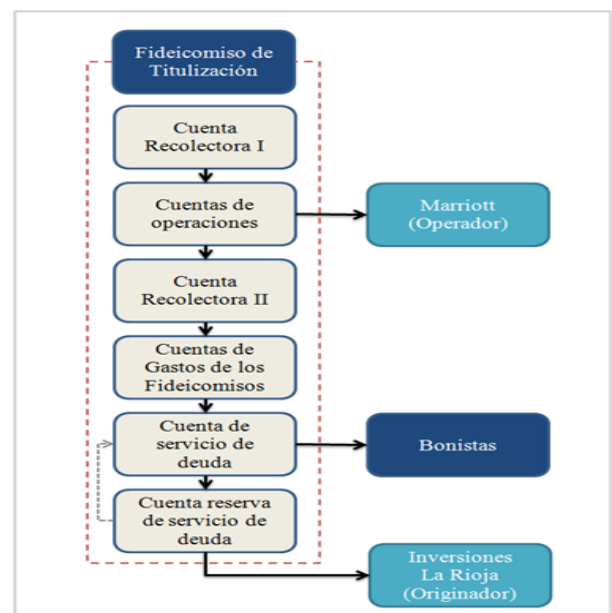 Fideicomiso de
Titulización
Cuenta
Recolectora I
Cuentas de
operaciones
Marriott
(Operador)
Cuenta
Recolectora II
Cuentas de
Gastos de los
Fideicomisos
Cuenta de
servicio de
deuda
Bonistas
Cuenta reserva
de servicio de
deuda
Inversiones
La Rioja
(Originador)